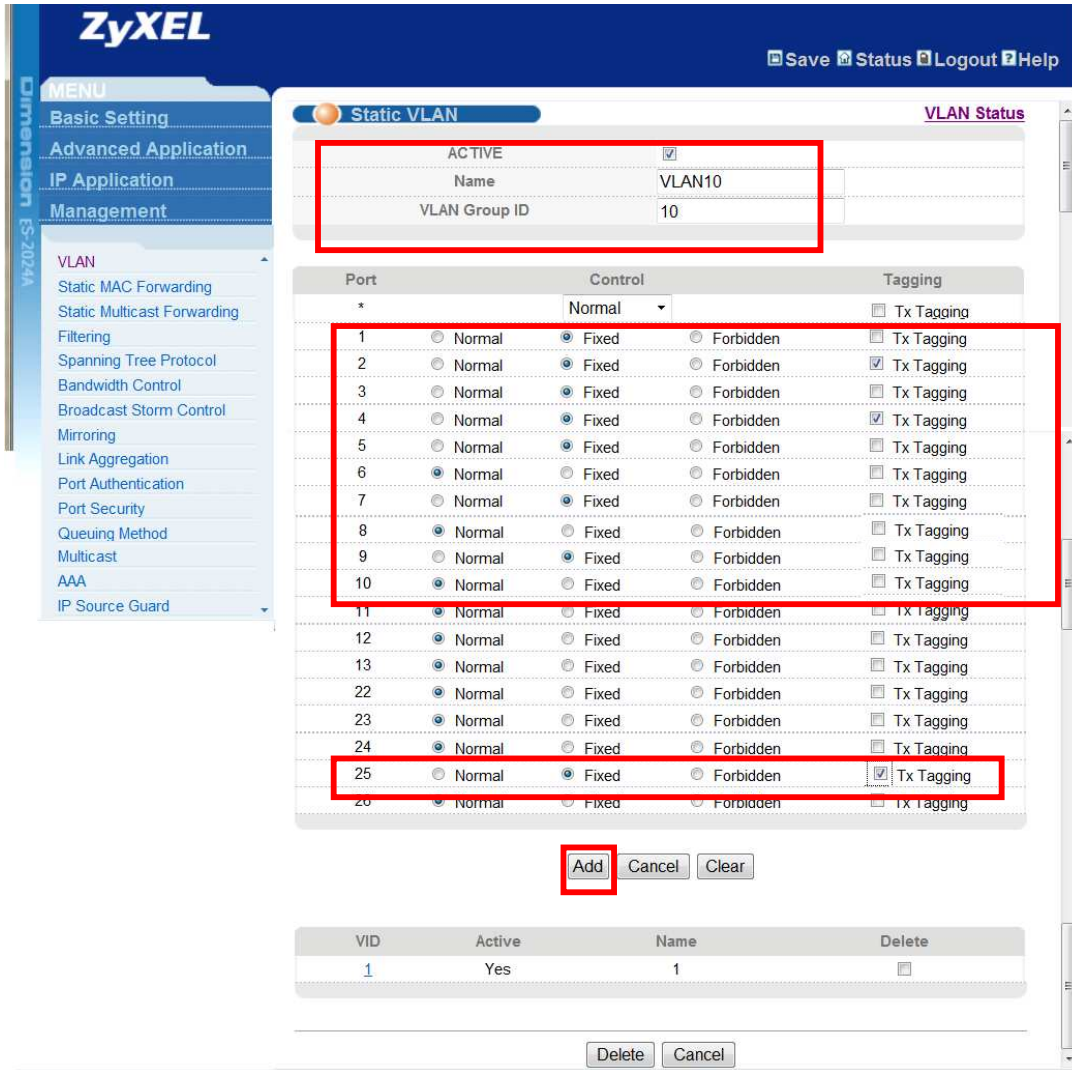 ZyXEL
Save Status Logout Help
Dimension ES-2024A
MENU
Basic Setting
Advanced Application
IP Application
Management
VLAN
Static MAC Forwarding
Static Multicast Forwarding
Filtering
Spanning Tree Protocol
Bandwidth Control
Broadcast Storm Control
Mirroring
Link Aggregation
Port Authentication
Port Security
Queuing Method
Multicast
AAA
IP Source Guard
Static VLAN VLAN Status
ACTIVE
Name VLAN10
VLAN Group ID 10
Port Control Tagging
* Normal Tx Tagging
1 Normal Fixed Forbidden Tx Tagging
2 Normal Fixed Forbidden Tx Tagging
3 Normal Fixed Forbidden Tx Tagging
4 Normal Fixed Forbidden Tx Tagging
5 Normal Fixed Forbidden Tx Tagging
6 Normal Fixed Forbidden Tx Tagging
7 Normal Fixed Forbidden Tx Tagging
8 Normal Fixed Forbidden Tx Tagging
9 Normal Fixed Forbidden Tx Tagging
10 Normal Fixed Forbidden Tx Tagging
11 Normal Fixed Forbidden Tx Tagging
12 Normal Fixed Forbidden Tx Tagging
13 Normal Fixed Forbidden Tx Tagging
22 Normal Fixed Forbidden Tx Tagging
23 Normal Fixed Forbidden Tx Tagging
24 Normal Fixed Forbidden Tx Tagging
25 Normal Fixed Forbidden Tx Tagging
26 Normal Fixed Forbidden Tx Tagging
Add Cancel Clear
VID Active Name Delete
1 Yes 1
Delete Cancel